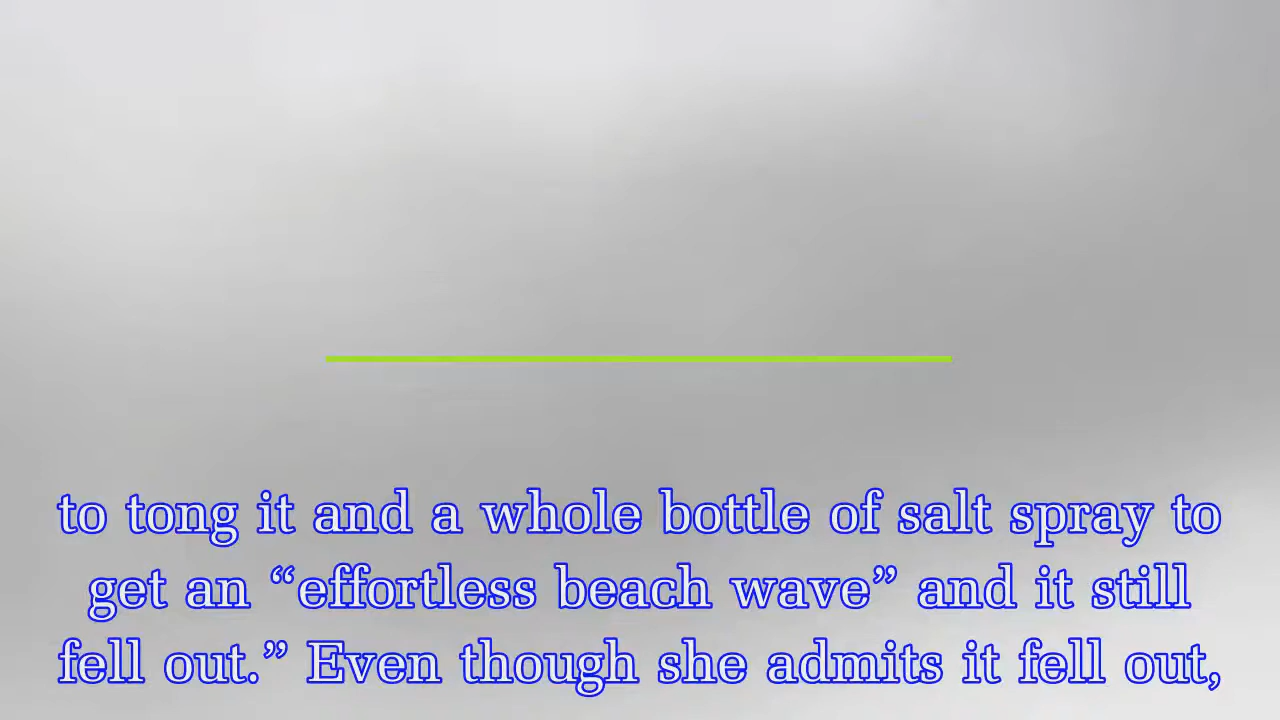 to tong it and a whole bottle of salt spray to
get an “effortless beach wave” and it still
fell out.” Even though she admits it fell out,